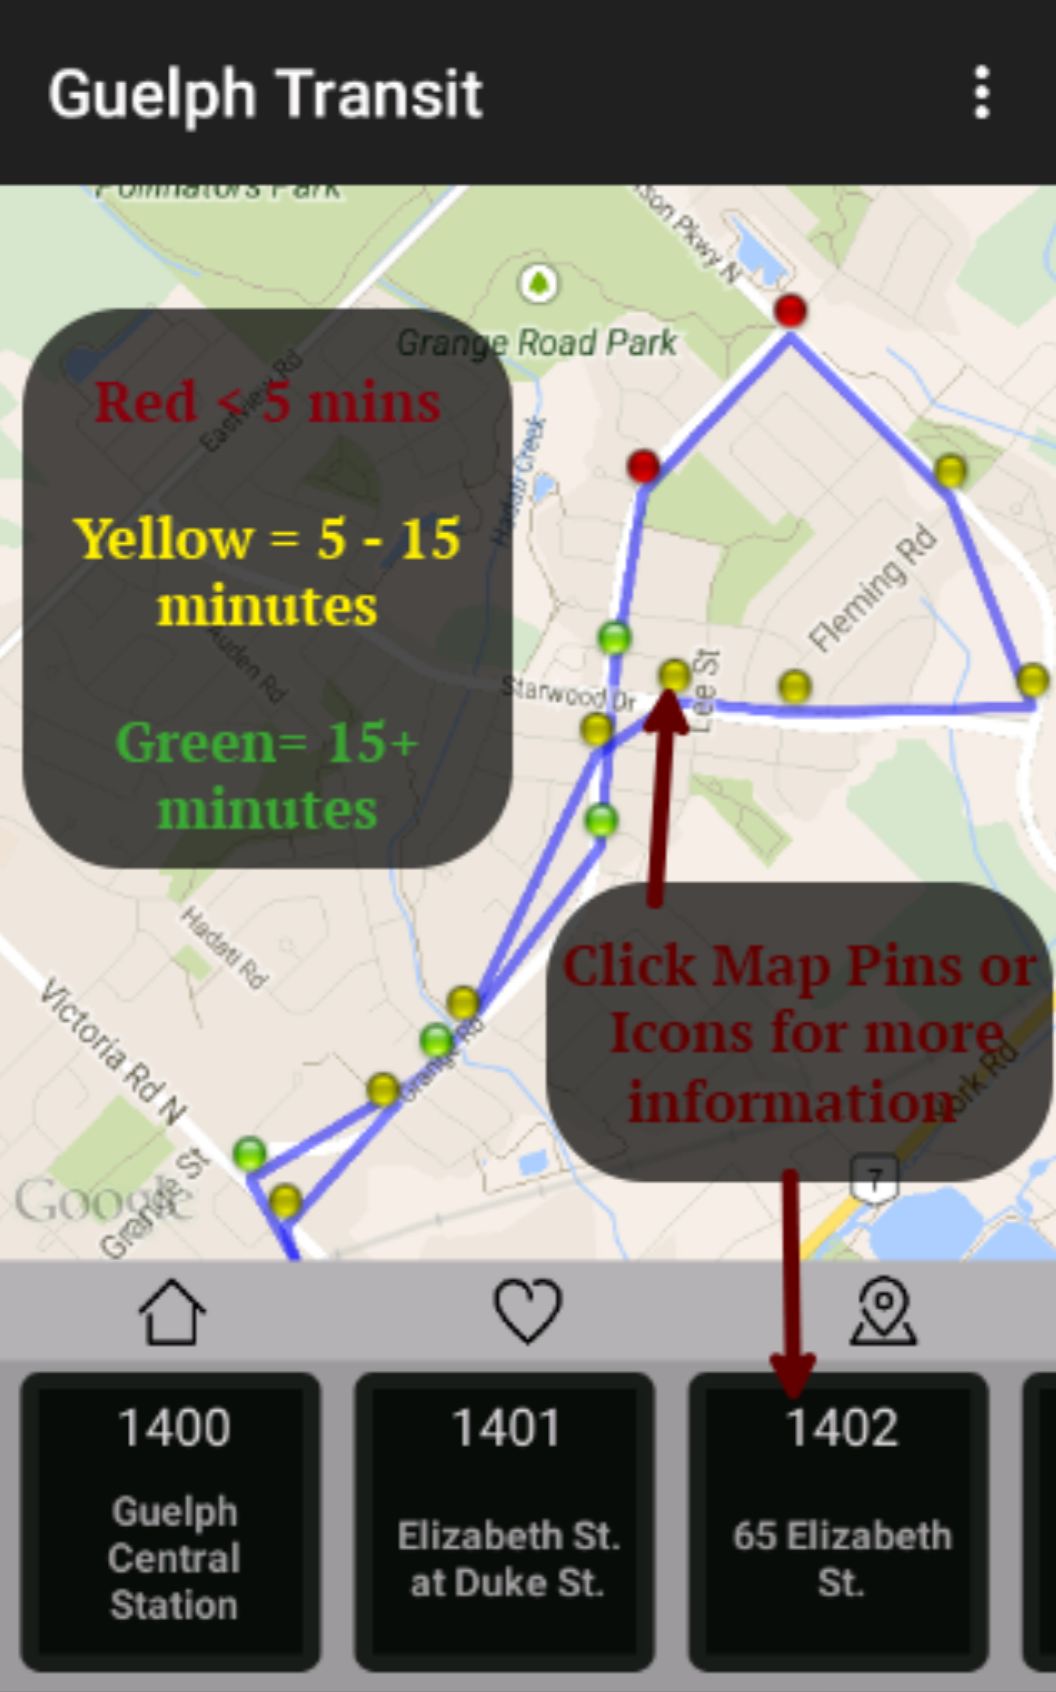 Guelph Transit
Pollinators Park
son Pkwy N
Grange Road Park
Red < 5 mins
Eastview Rd
Hadati Creek
Yellow = 5 - 15
minutes
Fleming Rd
Auden Rd
Starwood Dr
Lee St
Green= 15+
minutes
Hadati Rd
Click Map Pins or
Icons for more
information
Victoria Rd N
Grange Rd
York Rd
7
Google
Grange St
1400
Guelph
Central
Station
1401
Elizabeth St.
at Duke St.
1402
65 Elizabeth
St.